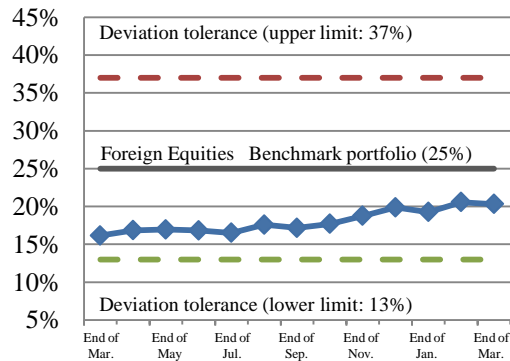 45%
Deviation tolerance (upper limit: 37%)
40%
35%
30%
Foreign Equities Benchmark portfolio (25%)
25%
20%
15%
10%
Deviation tolerance (lower limit: 13%)
5%
End of Mar.
End of May
End of Jul.
End of Sep.
End of Nov.
End of Jan.
End of Mar.